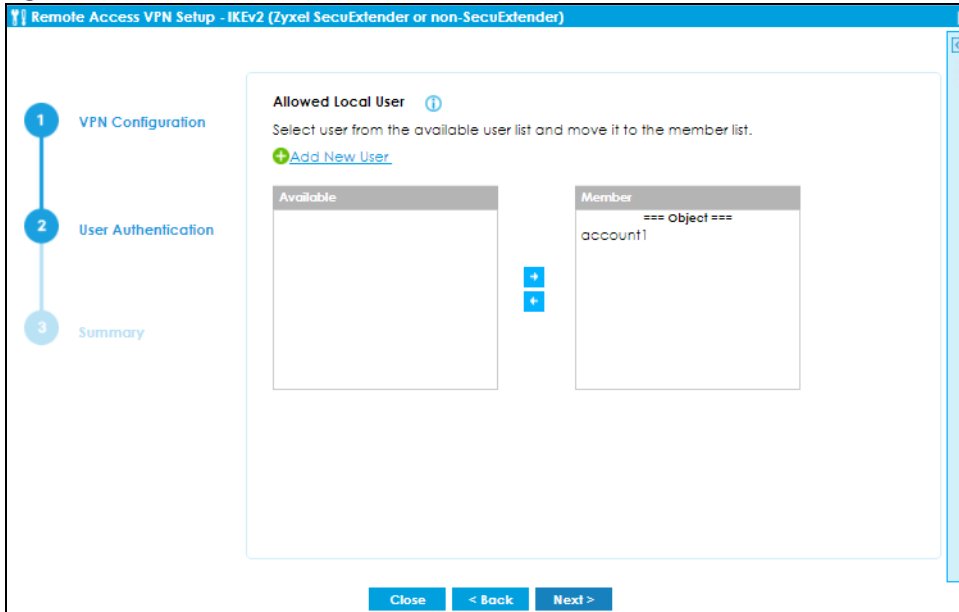 Remote Access VPN Setup - IKEv2 (Zyxel SecuExtender or non-SecuExtender)
1 VPN Configuration
2 User Authentication
3 Summary
Allowed Local User
Select user from the available user list and move it to the member list.
Add New User
Available
Member
=== Object ===
account1
Close
< Back
Next >